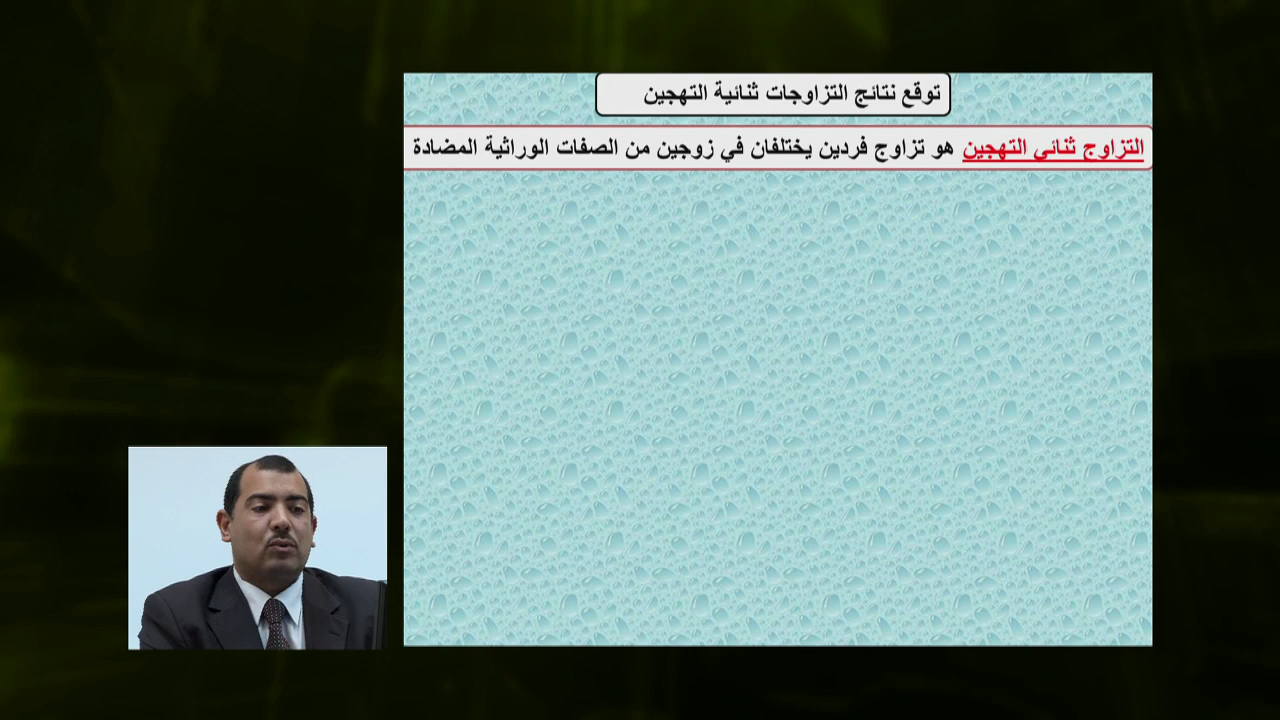 توقع نتائج التزاوجات ثنائية التهجين
التزاوج ثنائي التهجين هو تزاوج فردين يختلفان في زوجين من الصفات الوراثية المضادة